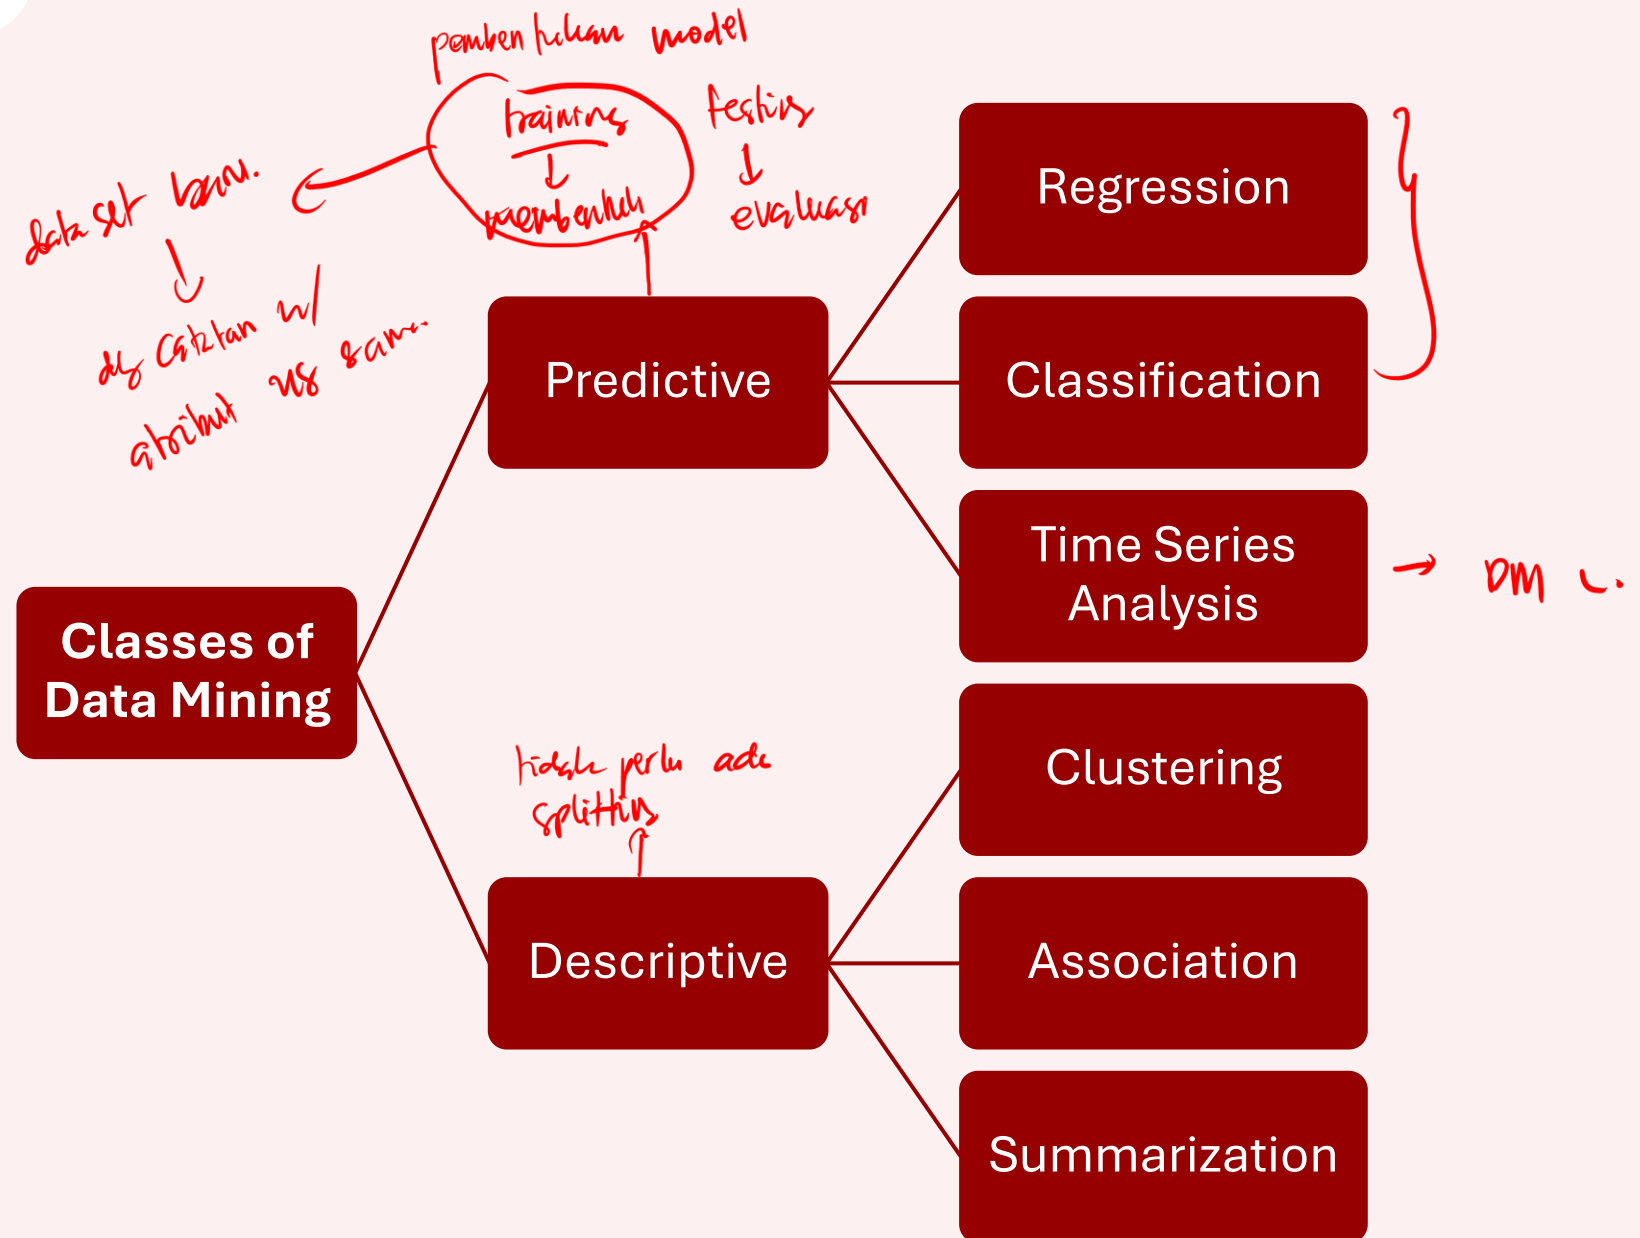 pembentukan model
training
membentuk
testing
evaluasi
data set baru.
dg catatan w/
atribut yg sama.
Regression
Classification
Time Series
Analysis
→ DM
Predictive
Classes of
Data Mining
tidak perlu ada
splitting
Descriptive
Clustering
Association
Summarization